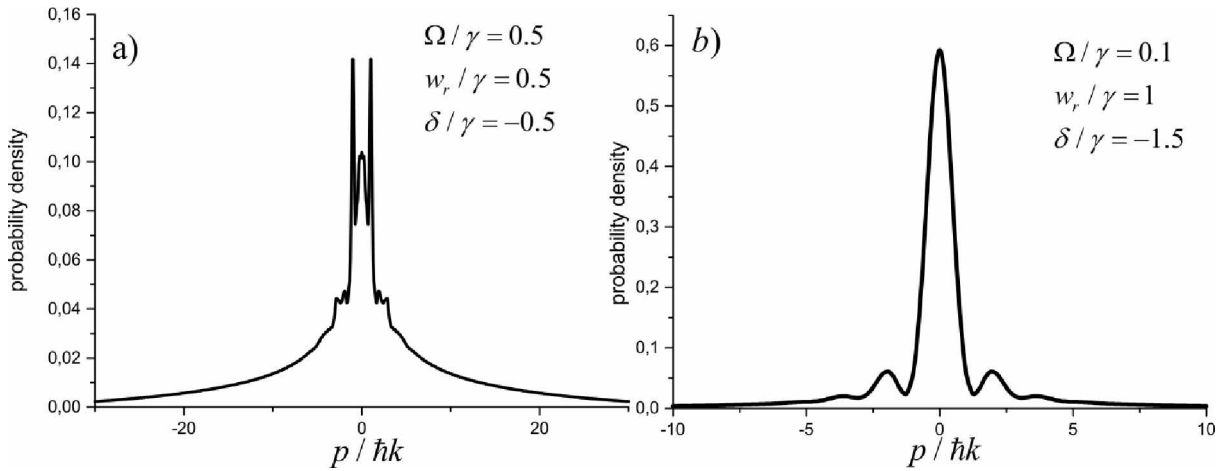 a)
Ω / γ = 0.5
w_r / γ = 0.5
δ / γ = −0.5
probability density
0,16
0,14
0,12
0,10
0,08
0,06
0,04
0,02
0,00
-20
0
20
p / ħk
b)
Ω / γ = 0.1
w_r / γ = 1
δ / γ = −1.5
probability density
0,6
0,5
0,4
0,3
0,2
0,1
0,0
-10
-5
0
5
10
p / ħk